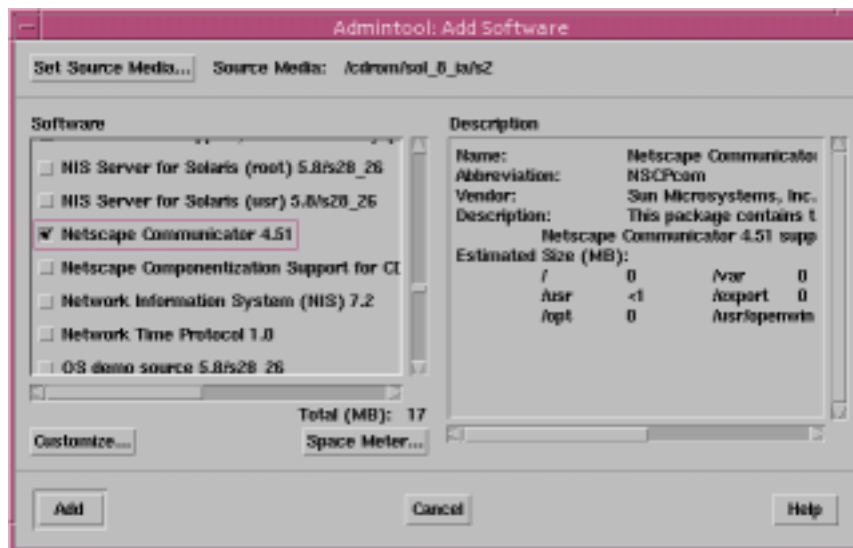 Admintool: Add Software
Set Source Media... Source Media: /cdrom/sol_8_ia/s2
Software
NIS Server for Solaris (root) 5.8/s28_26
NIS Server for Solaris (usr) 5.8/s28_26
Netscape Communicator 4.51
Netscape Componentization Support for CD
Network Information System (NIS) 7.2
Network Time Protocol 1.0
OS demo source 5.8/s28_26
Total (MB): 17
Customize... Space Meter...
Description
Name: Netscape Communicator
Abbreviation: NSCPcom
Vendor: Sun Microsystems, Inc.
Description: This package contains t
Netscape Communicator 4.51 supp
Estimated Size (MB):
/ 0 /var 0
/usr <1 /export 0
/opt 0 /usr/openwin
Add Cancel Help